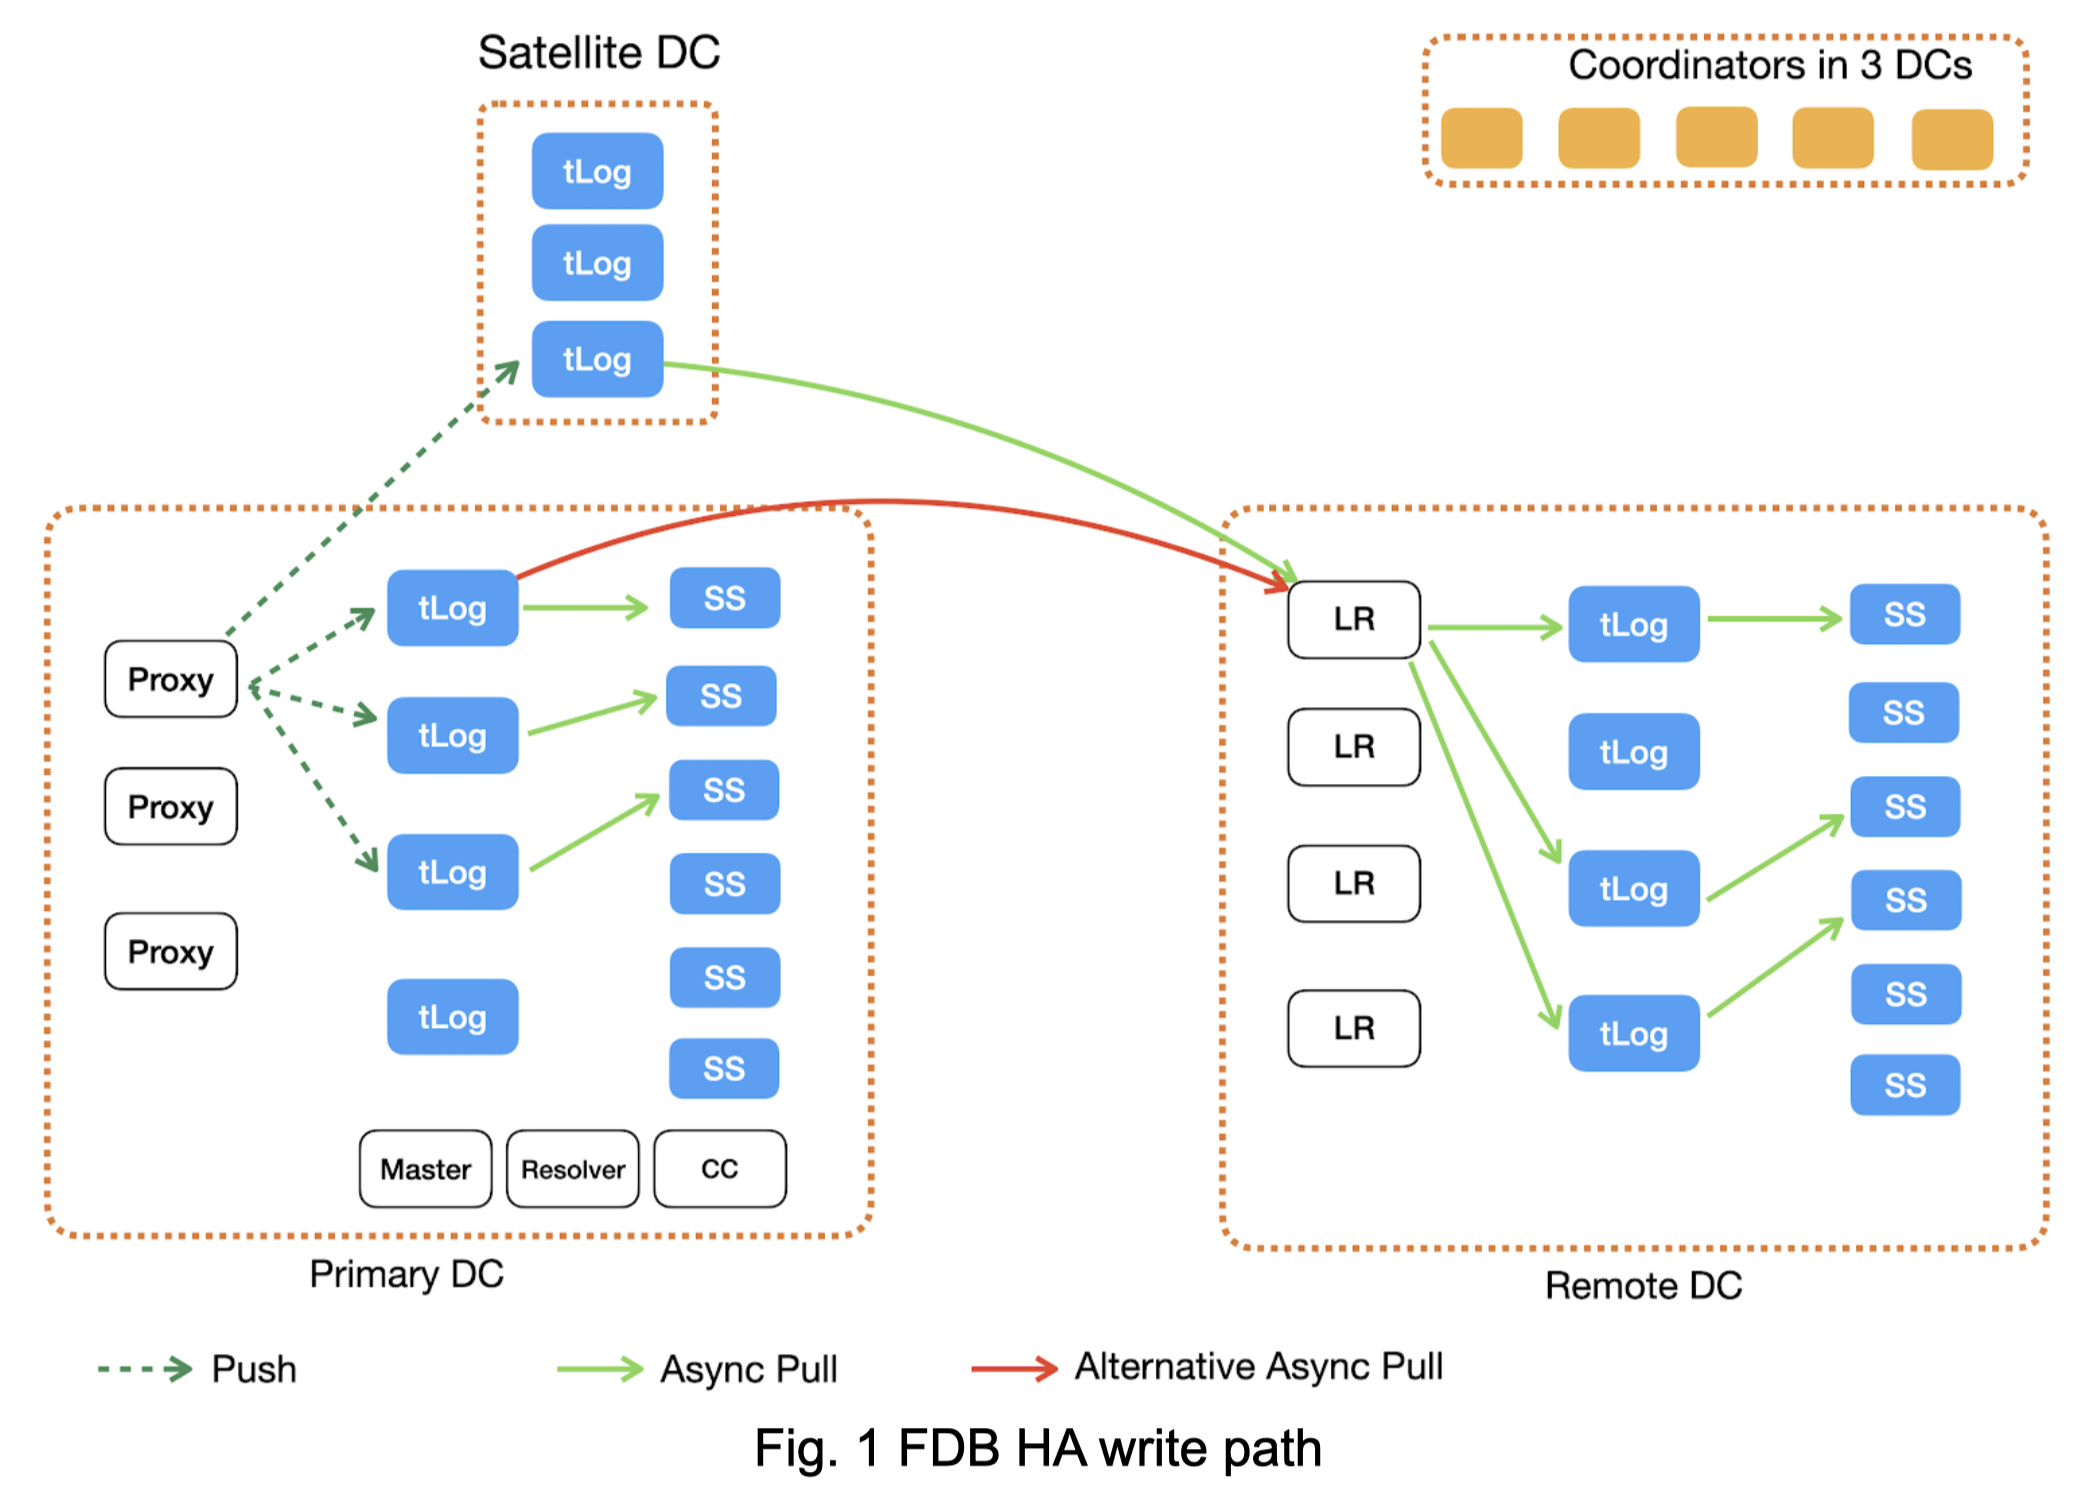 Satellite DC
tLog
tLog
tLog
Coordinators in 3 DCs
Proxy
Proxy
Proxy
tLog
tLog
tLog
tLog
SS
SS
SS
SS
SS
SS
Master
Resolver
CC
Primary DC
LR
LR
LR
LR
tLog
tLog
tLog
tLog
SS
SS
SS
SS
SS
SS
Remote DC
Push
Async Pull
Alternative Async Pull
Fig. 1 FDB HA write path